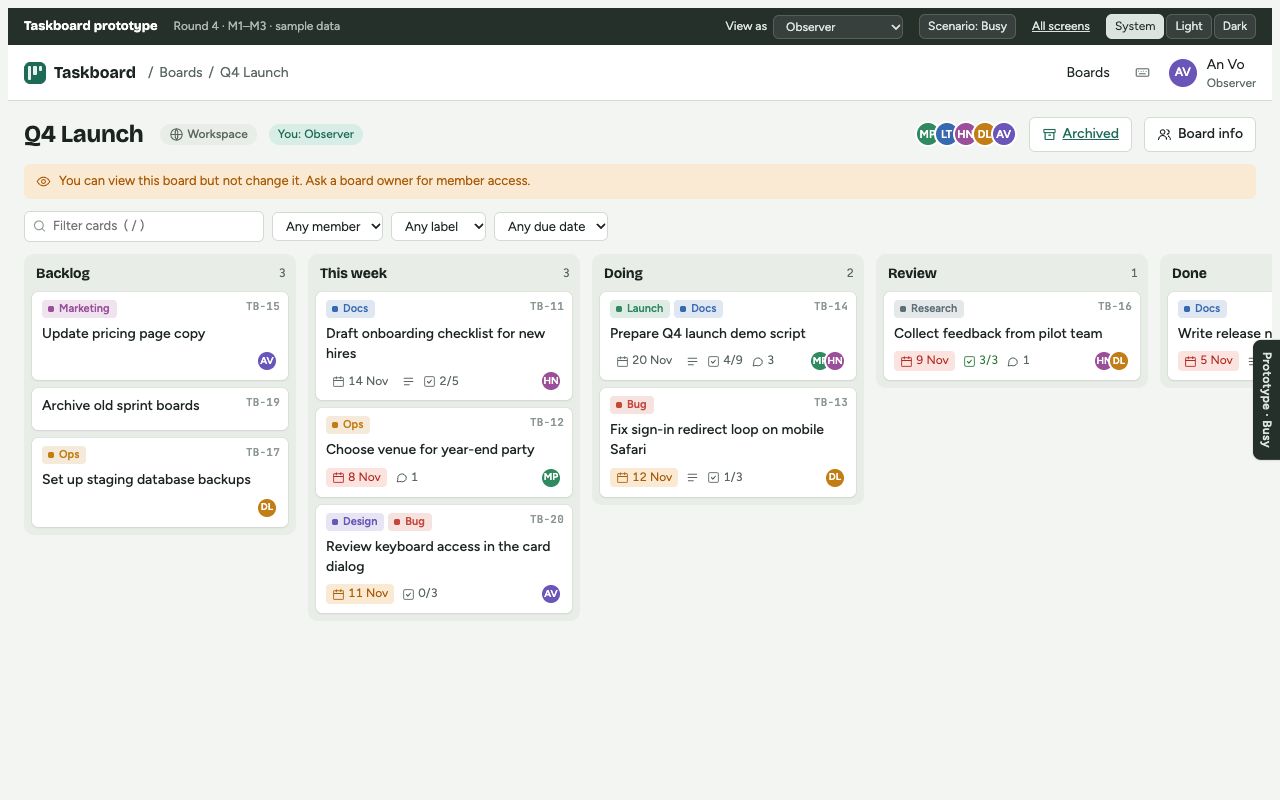 Taskboard prototype Round 4 · M1–M3 · sample data View as Observer Scenario: Busy All screens System Light Dark
Taskboard / Boards / Q4 Launch Boards AV An Vo
Observer
Q4 Launch Workspace You: Observer MP LT HN DL AV Archived Board info
You can view this board but not change it. Ask a board owner for member access.
Filter cards ( / ) Any member Any label Any due date
Backlog 3
Marketing TB-15
Update pricing page copy
AV
Archive old sprint boards TB-19
Ops TB-17
Set up staging database backups
DL
This week 3
Docs TB-11
Draft onboarding checklist for new
hires
14 Nov 2/5 HN
Ops TB-12
Choose venue for year-end party
8 Nov 1 MP
Design Bug TB-20
Review keyboard access in the card
dialog
11 Nov 0/3 AV
Doing 2
Launch Docs TB-14
Prepare Q4 launch demo script
20 Nov 4/9 3 MP HN
Bug TB-13
Fix sign-in redirect loop on mobile
Safari
12 Nov 1/3 DL
Review 1
Research TB-16
Collect feedback from pilot team
9 Nov 3/3 1 HN DL
Done
Docs
Write release
5 Nov
Prototype · Busy